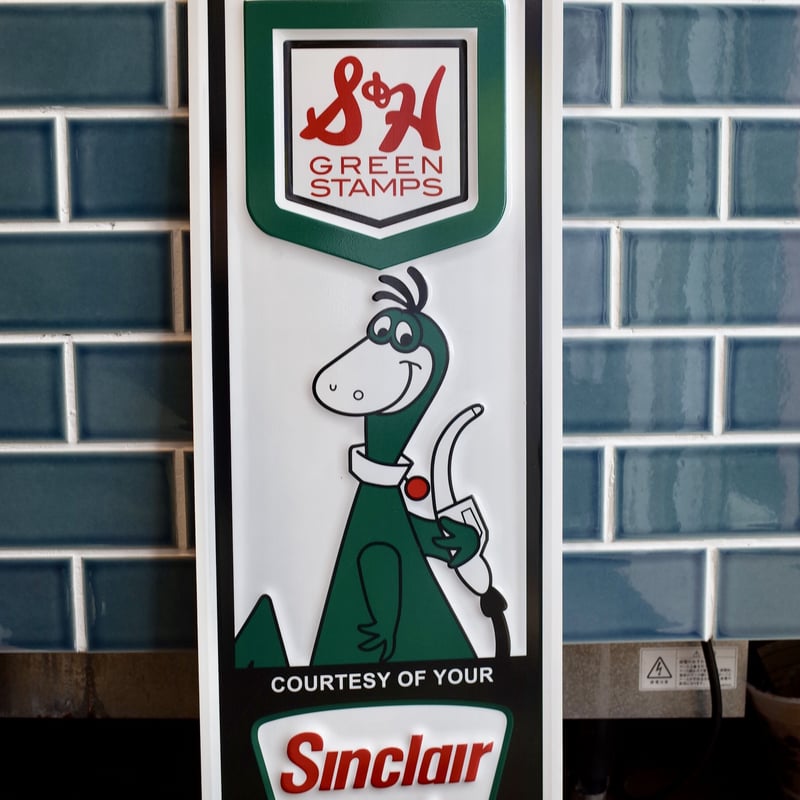 S&H
GREEN
STAMPS
COURTESY OF YOUR
Sinclair